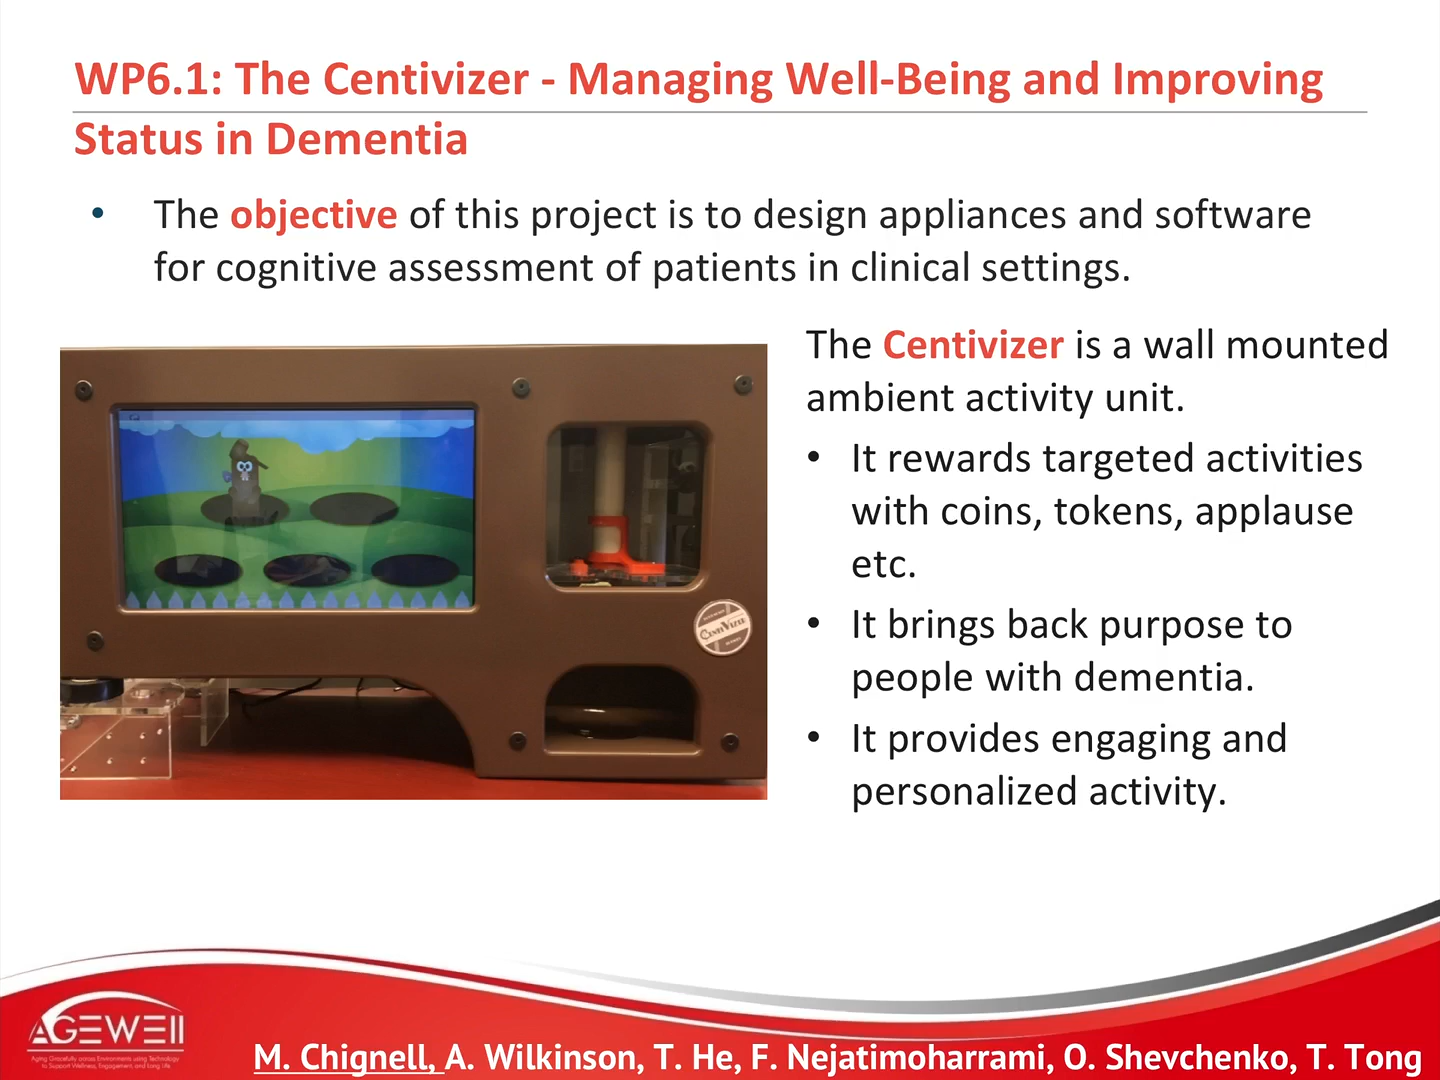 WP6.1: The Centivizer - Managing Well-Being and Improving
Status in Dementia
• The objective of this project is to design appliances and software
for cognitive assessment of patients in clinical settings.
The Centivizer is a wall mounted
ambient activity unit.
• It rewards targeted activities
with coins, tokens, applause
etc.
• It brings back purpose to
people with dementia.
• It provides engaging and
personalized activity.
CENTIVIZER
AGEWELL
Aging Gracefully across Environments using Technology
to Support Wellness, Engagement, and Long Life
M. Chignell, A. Wilkinson, T. He, F. Nejatimoharrami, O. Shevchenko, T. Tong